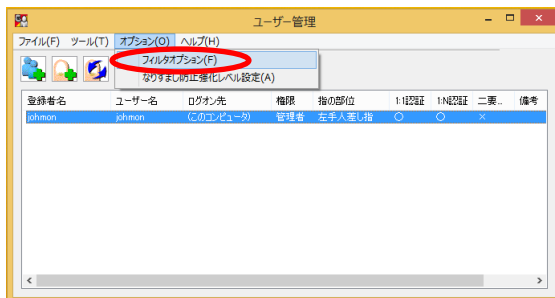 ユーザー管理
ファイル(F) ツール(T) オプション(O) ヘルプ(H)
フィルタオプション(F)
なりすまし防止強化レベル設定(A)
登録者名 ユーザー名 ログオン先 権限 指の部位 1:1認証 1:N認証 二要... 備考
johmon johmon (このコンピュータ) 管理者 左手人差し指 ○ ○ ×